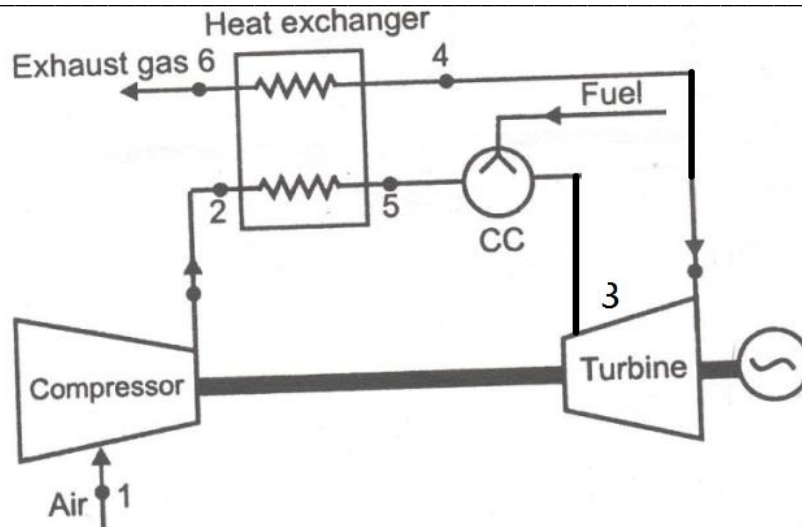 Heat exchanger
Exhaust gas 6
4
Fuel
2
5
CC
3
Compressor
Turbine
Air
1